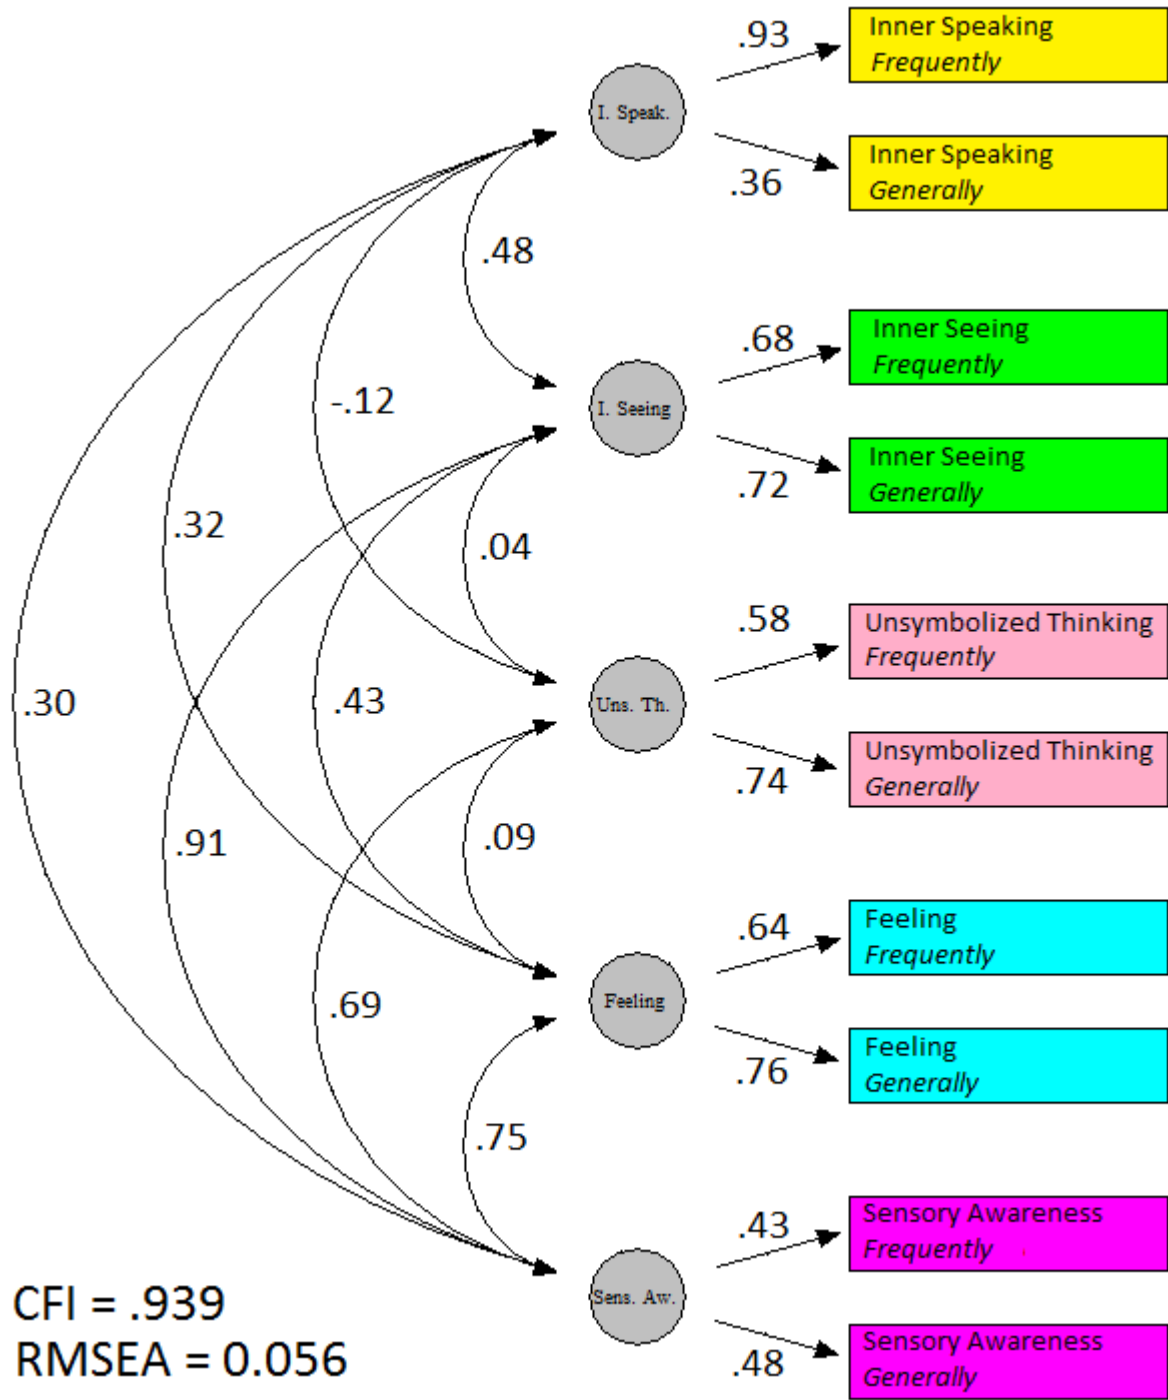 .93
Inner Speaking
Frequently
I. Speak.
Inner Speaking
Generally
.36
.48
.68
Inner Seeing
Frequently
-.12
I. Seeing
Inner Seeing
Generally
.72
.32
.04
.58
Unsymbolized Thinking
Frequently
.30
.43
Uns. Th.
Unsymbolized Thinking
Generally
.74
.91
.09
.64
Feeling
Frequently
.69
Feeling
Feeling
Generally
.76
.75
.43
Sensory Awareness
Frequently
Sens. Aw.
CFI = .939
RMSEA = 0.056
.48
Sensory Awareness
Generally